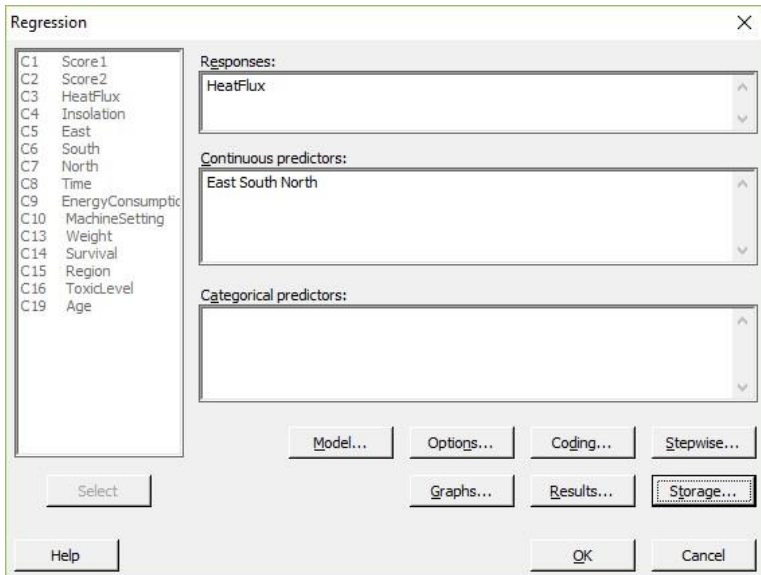 Regression
C1 Score1
C2 Score2
C3 HeatFlux
C4 Insolation
C5 East
C6 South
C7 North
C8 Time
C9 EnergyConsumptic
C10 MachineSetting
C13 Weight
C14 Survival
C15 Region
C16 ToxicLevel
C19 Age
Responses:
HeatFlux
Continuous predictors:
East South North
Categorical predictors:
Model... Options... Coding... Stepwise...
Select Graphs... Results... Storage...
Help OK Cancel